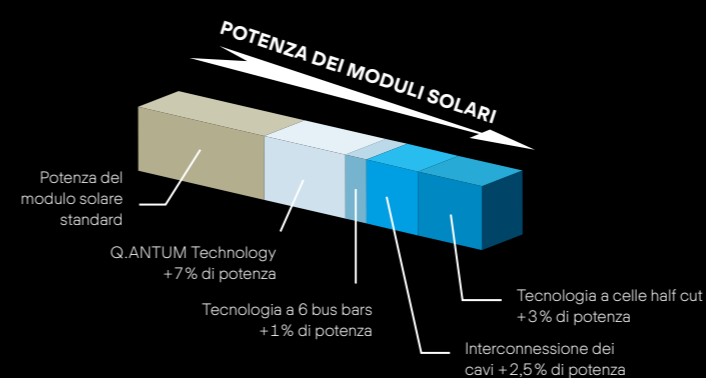 POTENZA DEI MODULI SOLARI
Potenza del
modulo solare
standard
Q.ANTUM Technology
+7% di potenza
Tecnologia a 6 bus bars
+1% di potenza
Tecnologia a celle half cut
+3% di potenza
Interconnessione dei
cavi +2,5% di potenza